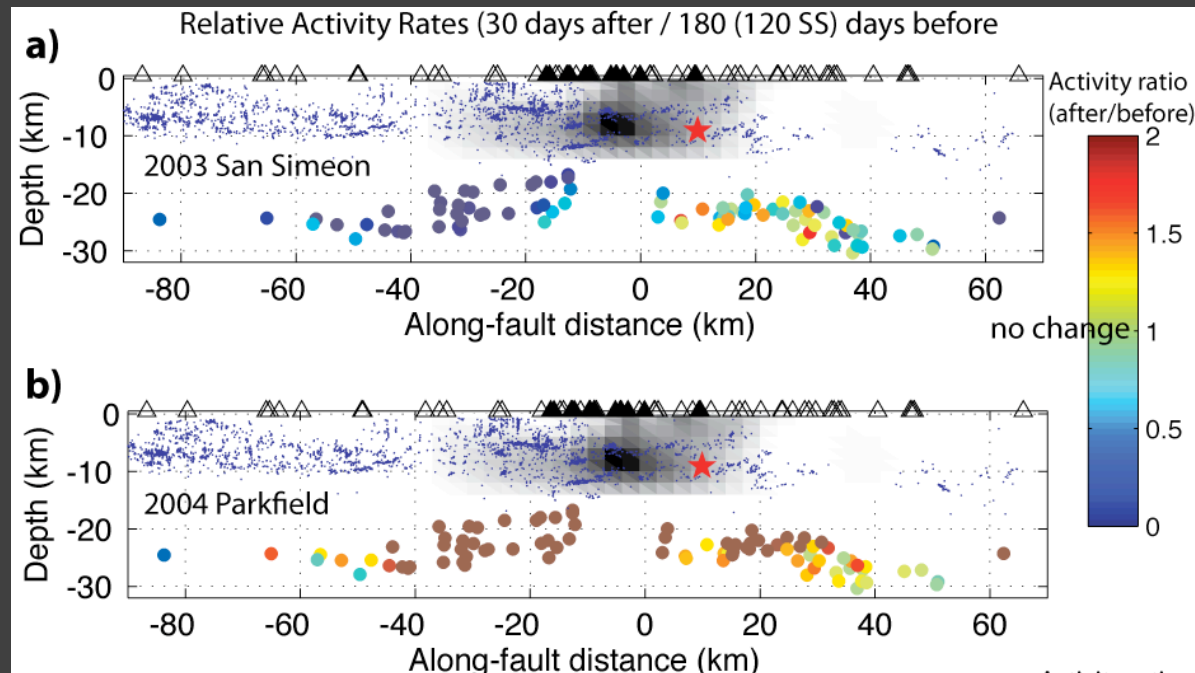 Relative Activity Rates (30 days after / 180 (120 SS) days before
a)
0
-10
-20
-30
Depth (km)
2003 San Simeon
-80 -60 -40 -20 0 20 40 60
Along-fault distance (km)
Activity ratio
(after/before)
2
1.5
no change 1
0.5
0
b)
0
-10
-20
-30
Depth (km)
2004 Parkfield
-80 -60 -40 -20 0 20 40 60
Along-fault distance (km)